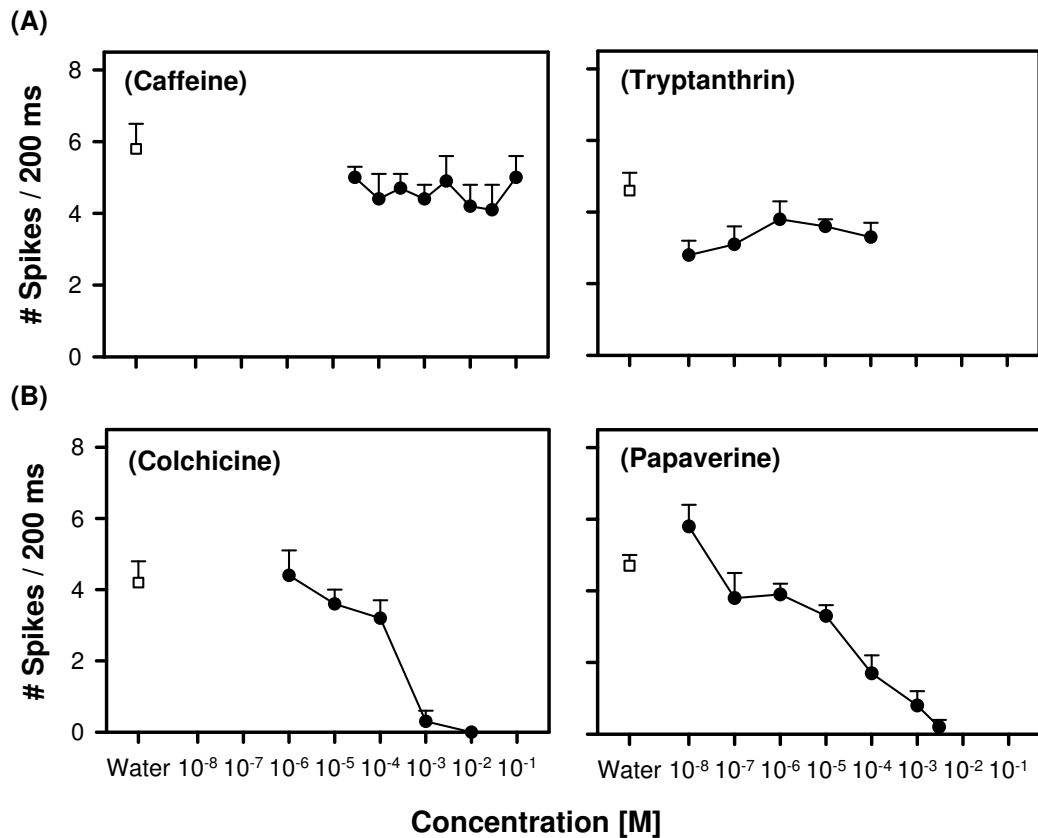 (A)
(Caffeine)
(Tryptanthrin)
# Spikes / 200 ms
8
6
4
2
0
(B)
(Colchicine)
(Papaverine)
# Spikes / 200 ms
8
6
4
2
0
Water 10⁻⁸ 10⁻⁷ 10⁻⁶ 10⁻⁵ 10⁻⁴ 10⁻³ 10⁻² 10⁻¹
Water 10⁻⁸ 10⁻⁷ 10⁻⁶ 10⁻⁵ 10⁻⁴ 10⁻³ 10⁻² 10⁻¹
Concentration [M]